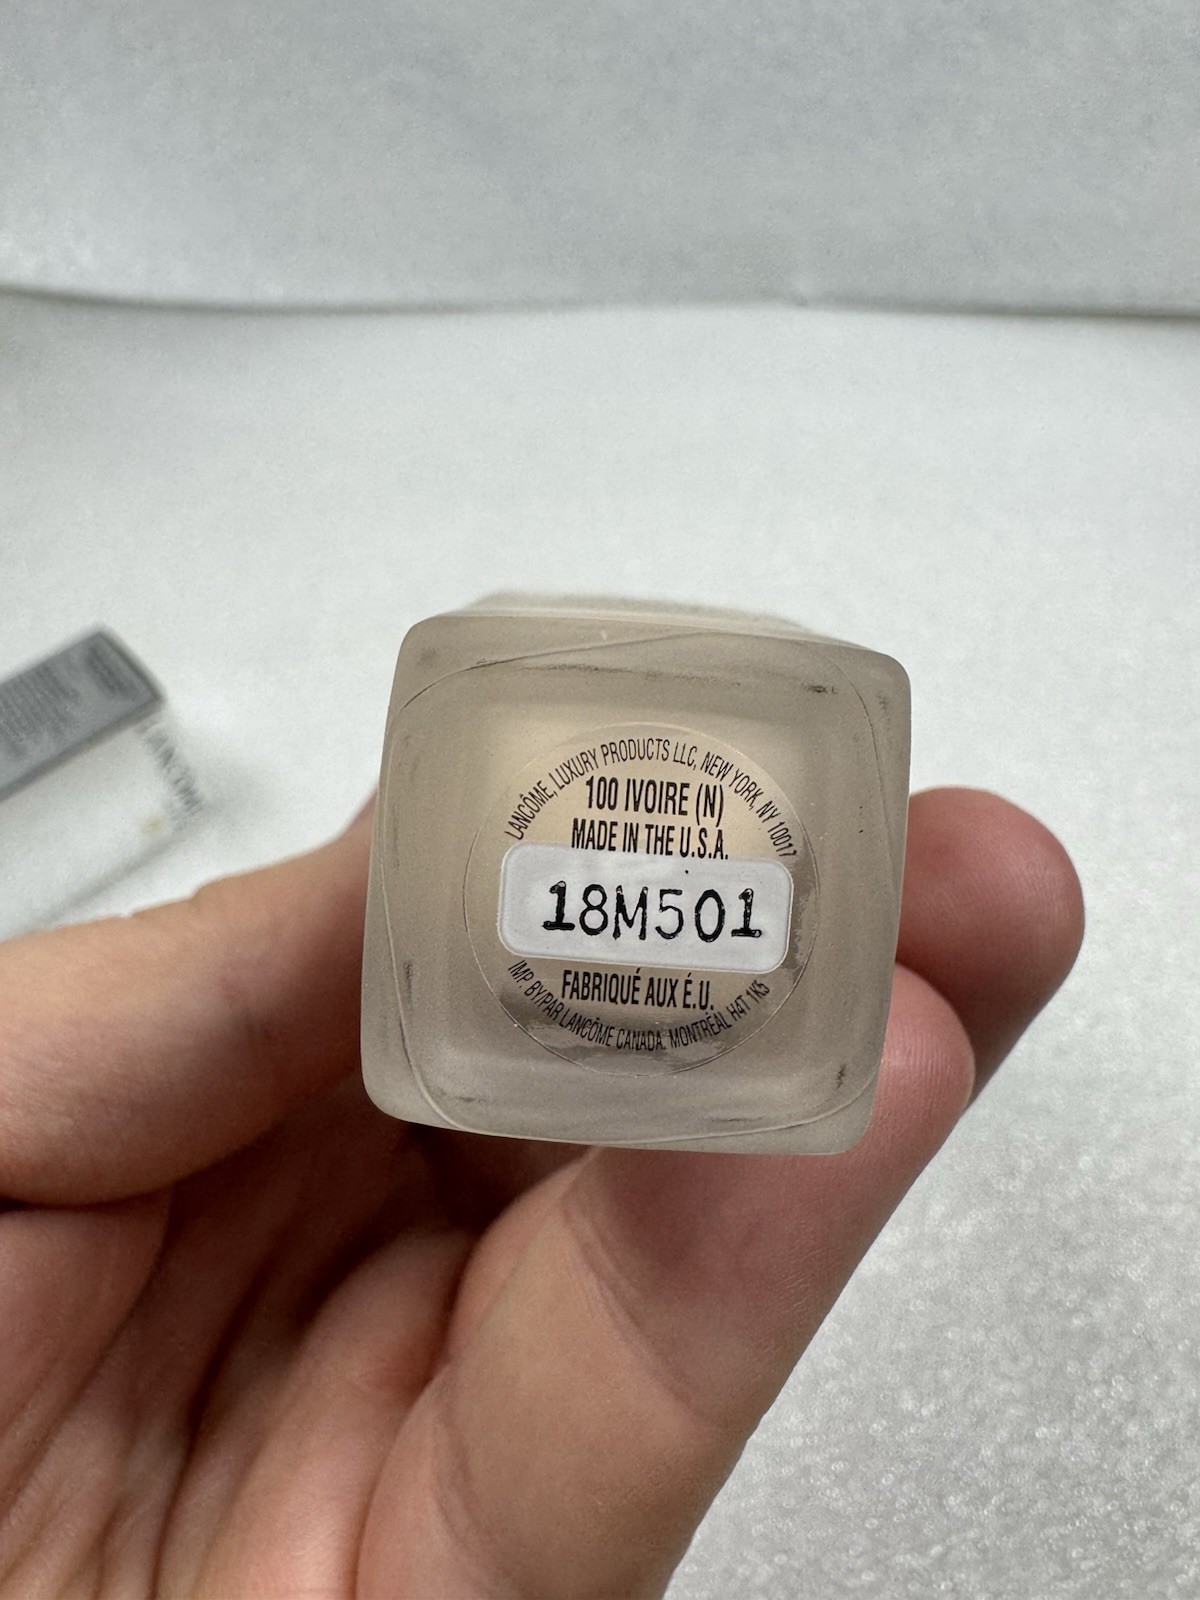 LANCÔME, LUXURY PRODUCTS LLC, NEW YORK, NY 10017
100 IVOIRE (N)
MADE IN THE U.S.A.
18M501
FABRIQUÉ AUX É.U.
IMP. BY/PAR LANCÔME CANADA. MONTRÉAL H4T 1K5
LANCÔME